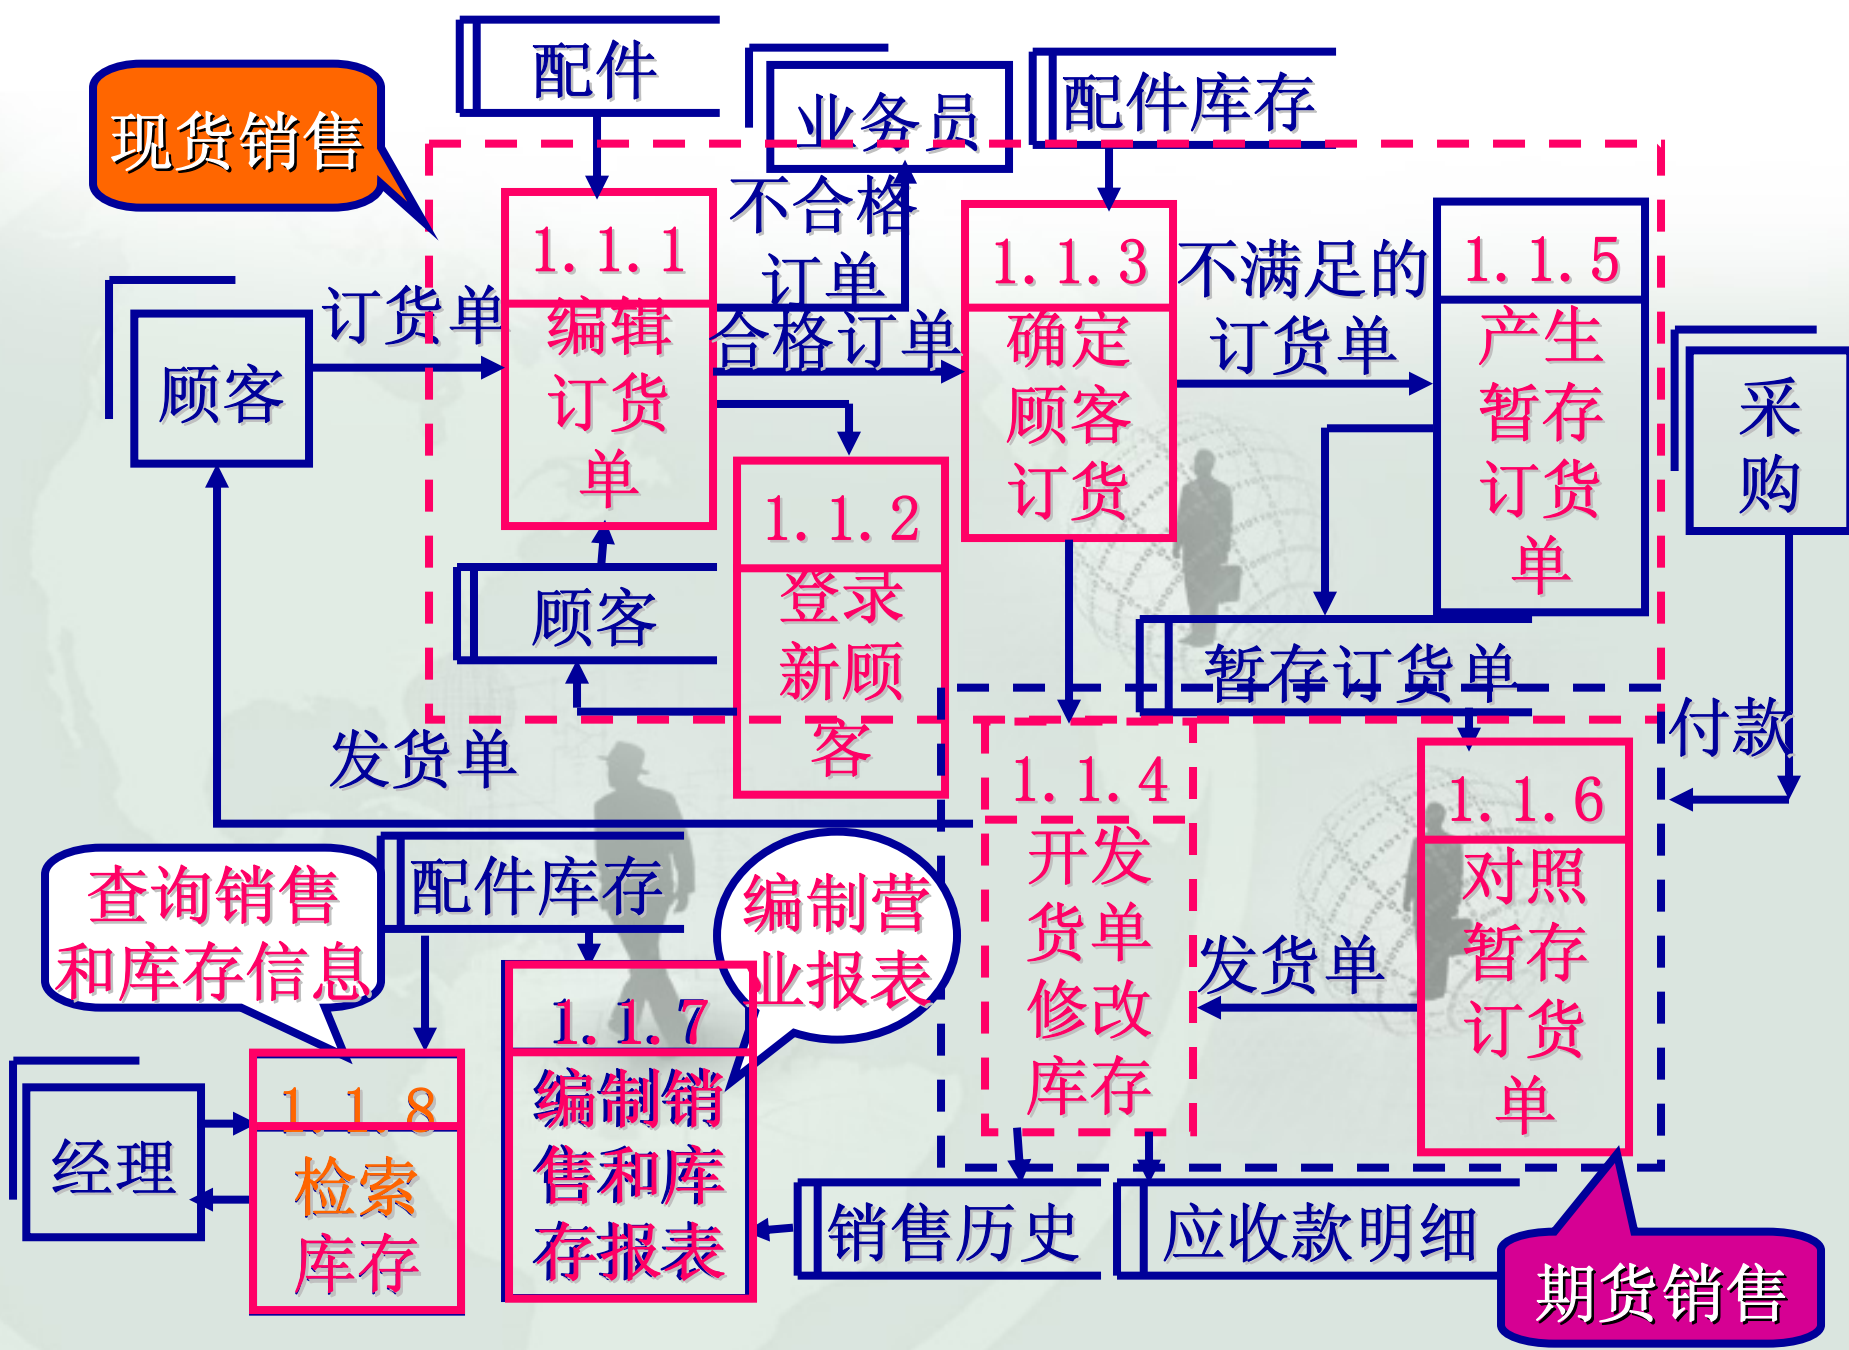 配件
业务员
配件库存
现货销售
不合格
订单
1.1.1
编辑
订货
单
1.1.3
确定
顾客
订货
不满足的
订货单
1.1.5
产生
暂存
订货
单
订货单
合格订单
顾客
采
购
1.1.2
登录
新顾
客
顾客
暂存订货单
付款
发货单
1.1.4
开发
货单
修改
库存
1.1.6
对照
暂存
订货
单
发货单
配件库存
查询销售
和库存信息
编制营
业报表
1.1.7
编制销
售和库
存报表
1.1.8
检索
库存
经理
销售历史
应收款明细
期货销售